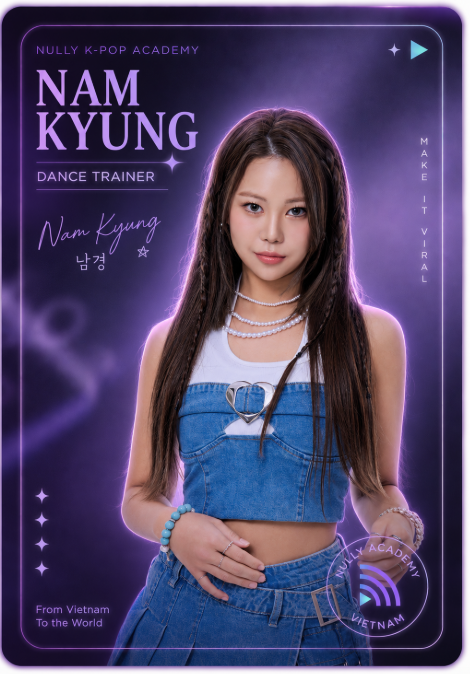 NULLY K-POP ACADEMY
NAM
KYUNG
DANCE TRAINER
Nam Kyung
남경
MAKE IT VIRAL
From Vietnam
To the World
NULLY ACADEMY
VIETNAM